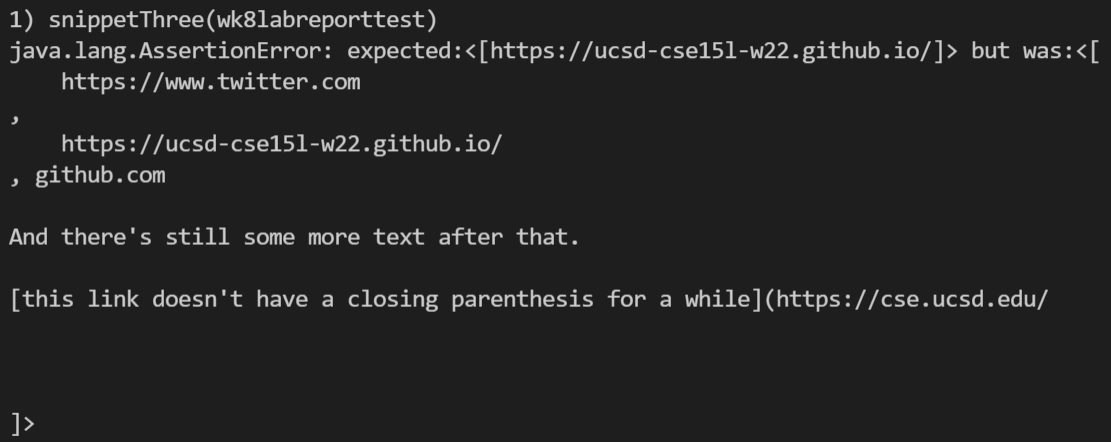 1) snippetThree(wk8labreporttest)
java.lang.AssertionError: expected:<[https://ucsd-cse15l-w22.github.io/]> but was:<[
    https://www.twitter.com
,
    https://ucsd-cse15l-w22.github.io/
, github.com

And there's still some more text after that.

[this link doesn't have a closing parenthesis for a while](https://cse.ucsd.edu/



]>